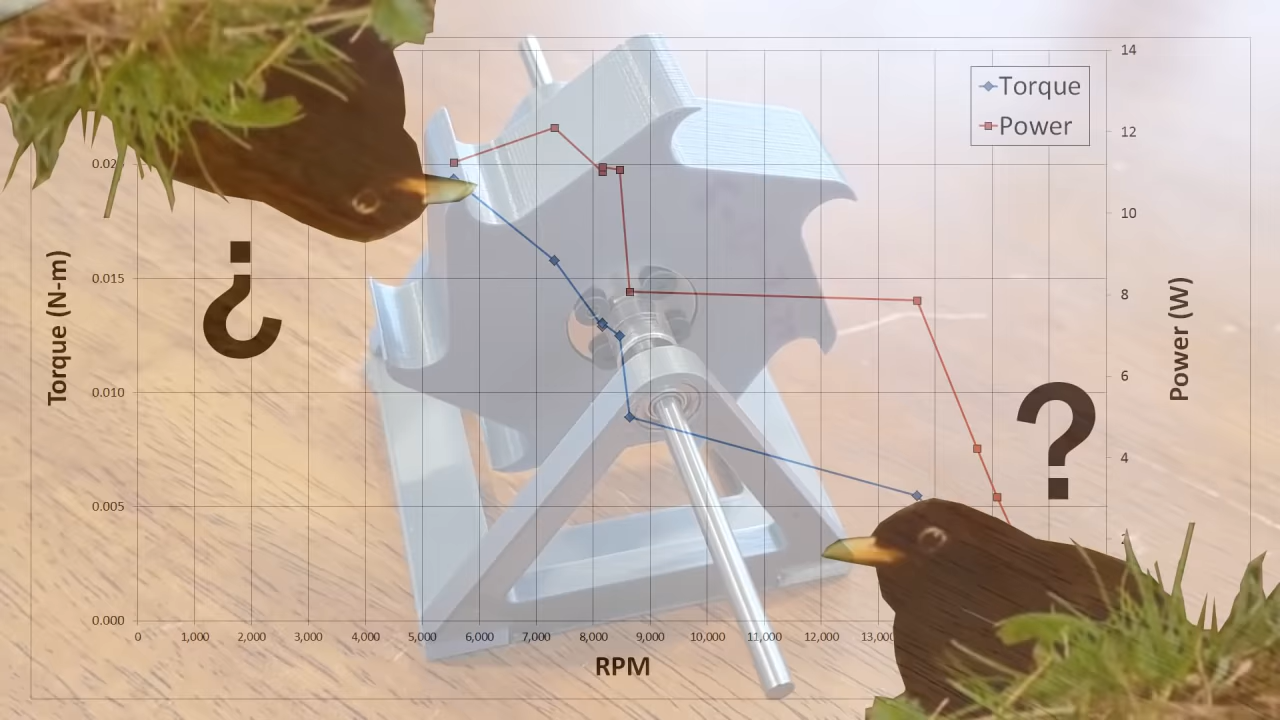 14
Torque
Power
12
0.02
10
¿
Torque (N-m)
0.015
8
Power (W)
6
0.010
?
4
0.005
2
0.000
0 1,000 2,000 3,000 4,000 5,000 6,000 7,000 8,000 9,000 10,000 11,000 12,000 13,000
RPM